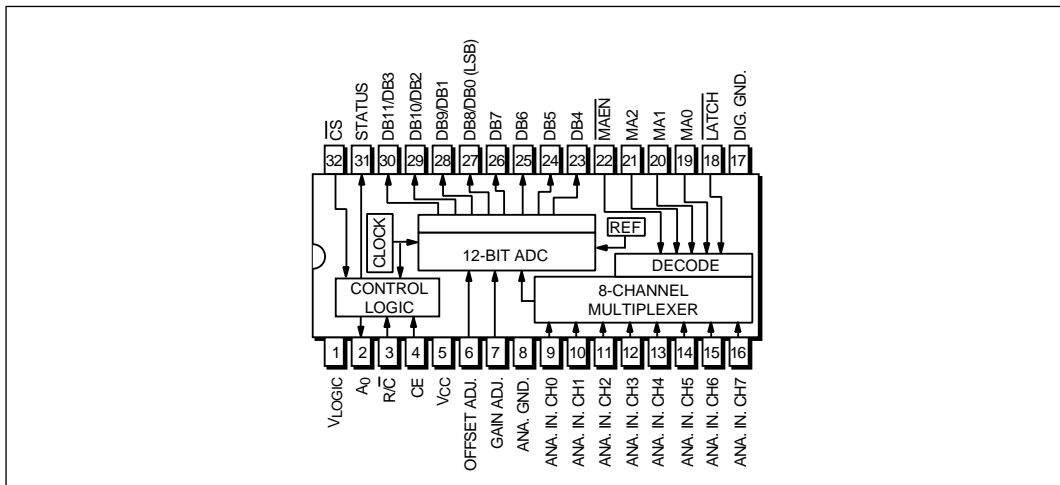 C̅S̅
STATUS
DB11/DB3
DB10/DB2
DB9/DB1
DB8/DB0 (LSB)
DB7
DB6
DB5
DB4
M̅A̅E̅N̅
MA2
MA1
MA0
L̅A̅T̅C̅H̅
DIG. GND.
32 31 30 29 28 27 26 25 24 23 22 21 20 19 18 17
CLOCK
REF
12-BIT ADC
DECODE
CONTROL
LOGIC
8-CHANNEL
MULTIPLEXER
1 2 3 4 5 6 7 8 9 10 11 12 13 14 15 16
VLOGIC
A0
R/C̅
CE
VCC
OFFSET ADJ.
GAIN ADJ.
ANA. GND.
ANA. IN. CH0
ANA. IN. CH1
ANA. IN. CH2
ANA. IN. CH3
ANA. IN. CH4
ANA. IN. CH5
ANA. IN. CH6
ANA. IN. CH7